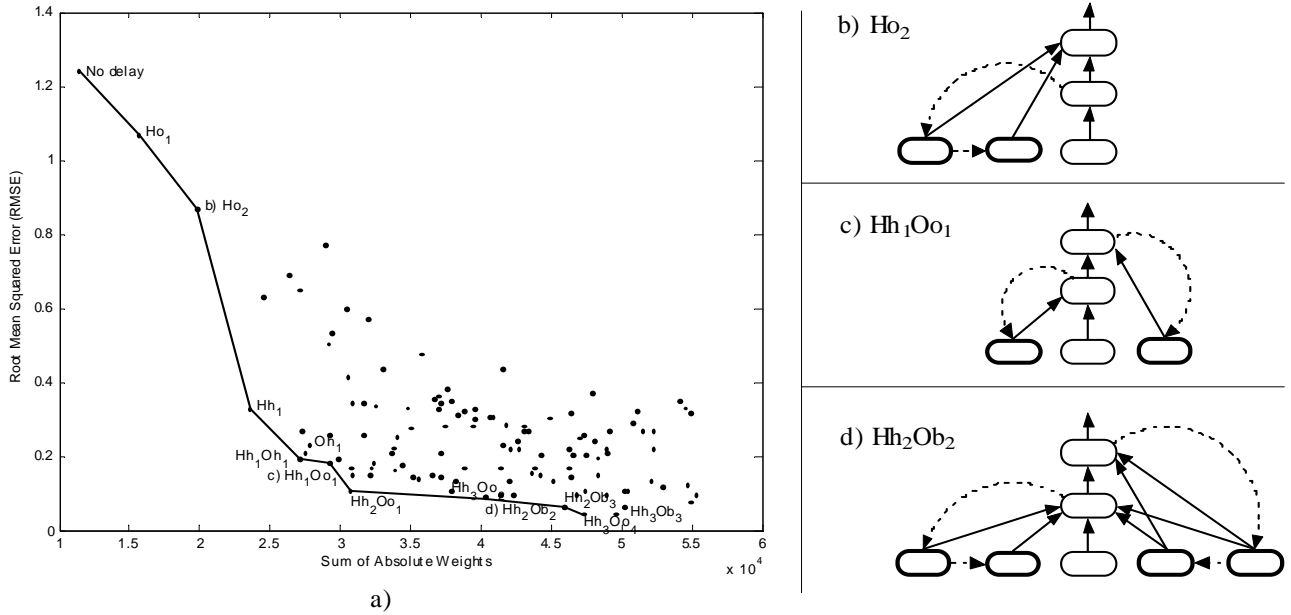 1.4
1.2
1
0.8
0.6
0.4
0.2
0
Root Mean Squared Error (RMSE)
No delay
Ho1
b) Ho2
Hh1
Oh1
Hh1Oh1
c) Hh1Oo1
Hh2Oo1
Hh3Oo
d) Hh2Ob2
Hh2Ob3
Hh3Oo
Hh3Ob3
1 1.5 2 2.5 3 3.5 4 4.5 5 5.5 6
Sum of Absolute Weights
x 10^4
a)
b) Ho2
c) Hh1Oo1
d) Hh2Ob2